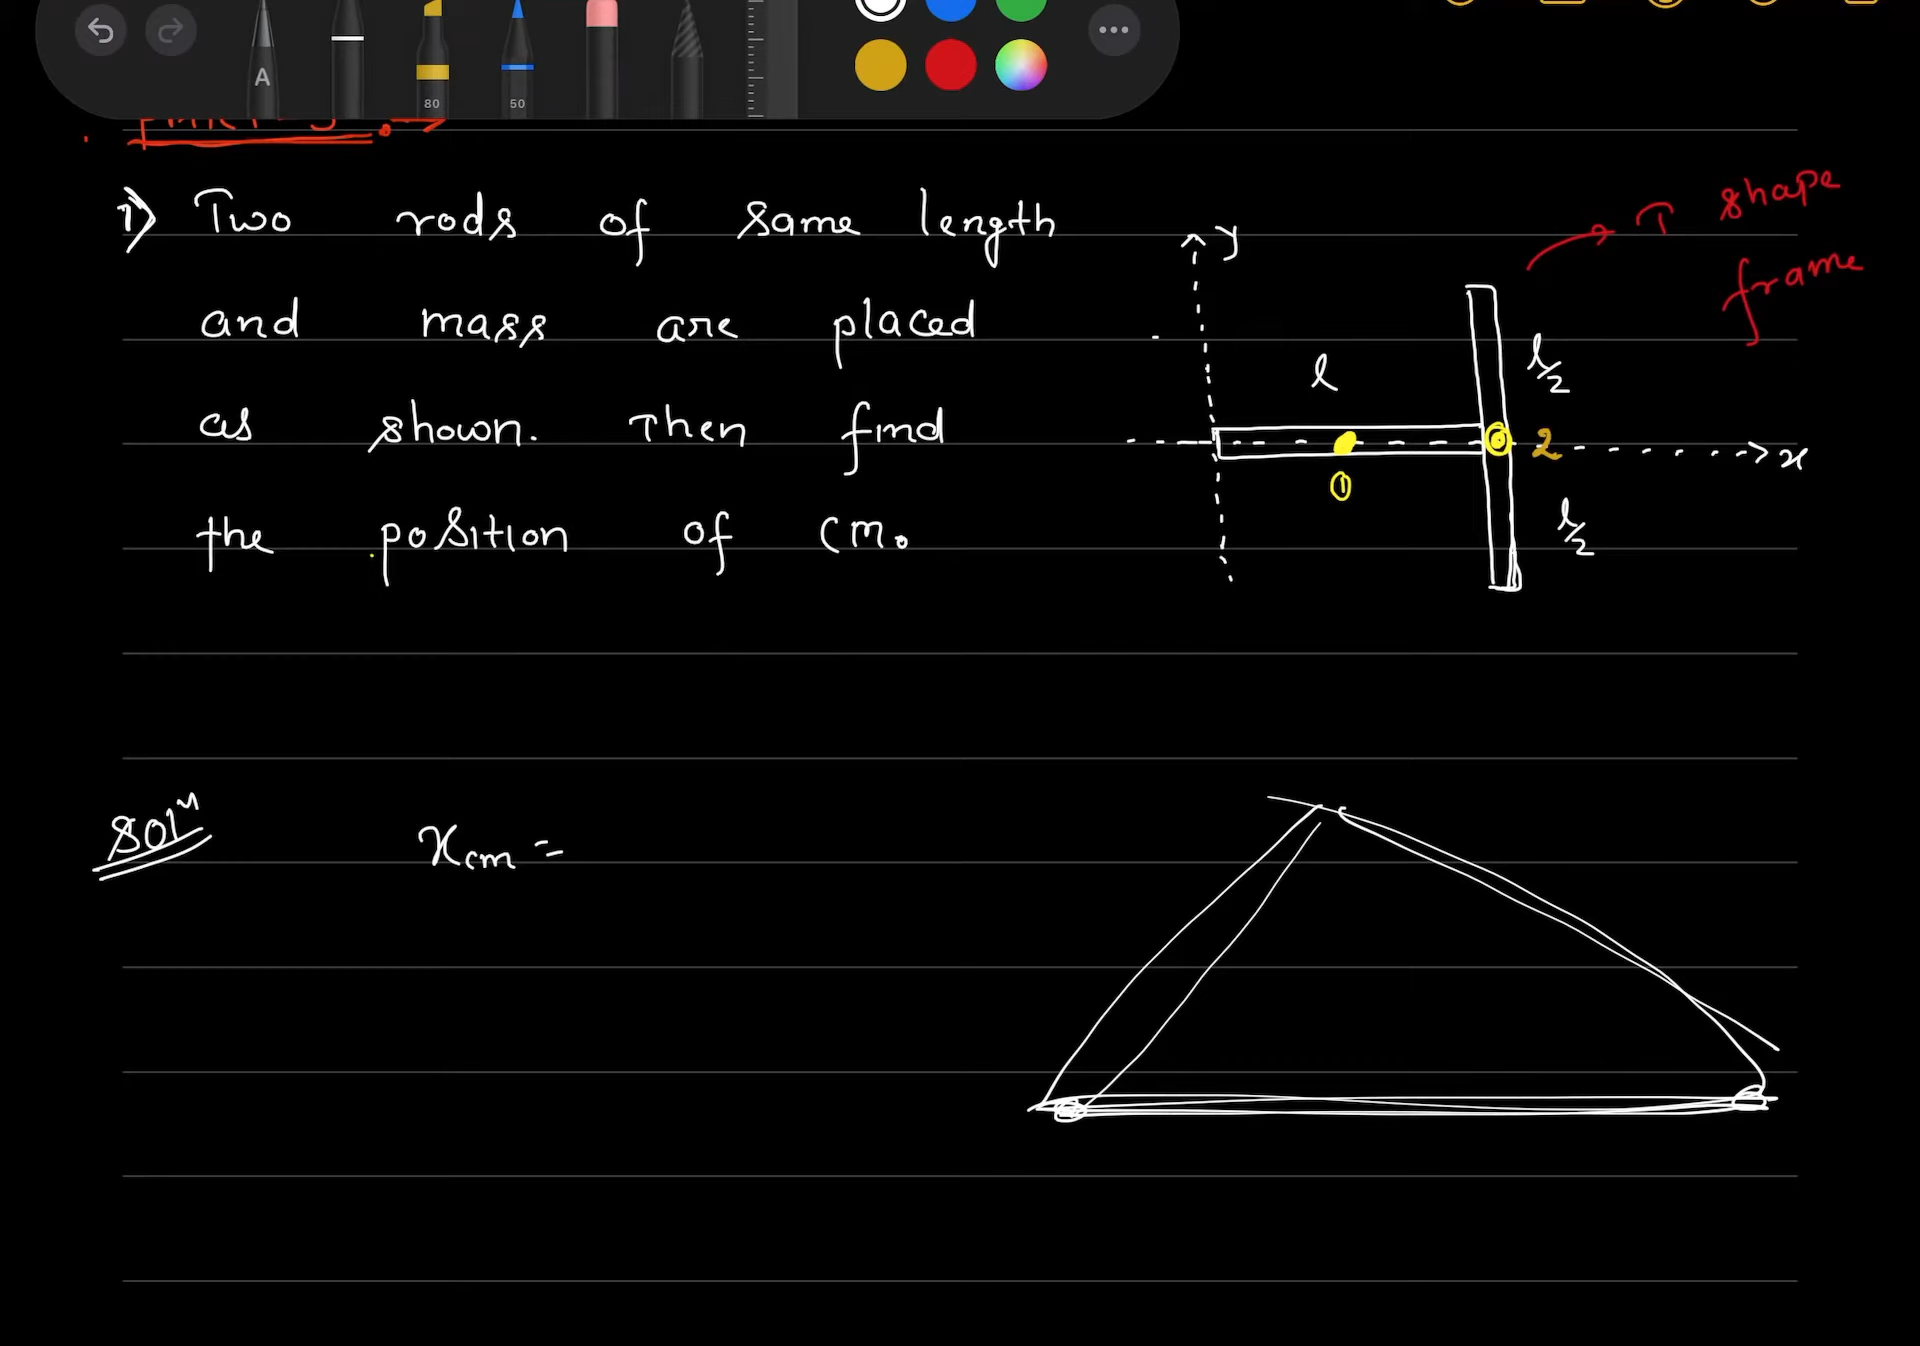 A
80
50
1) Two rods of same length
and mass are placed
as shown. Then find
the position of CM.
y
T shape
frame
l
l/2
1
2
x
l/2
Solⁿ
xcm =